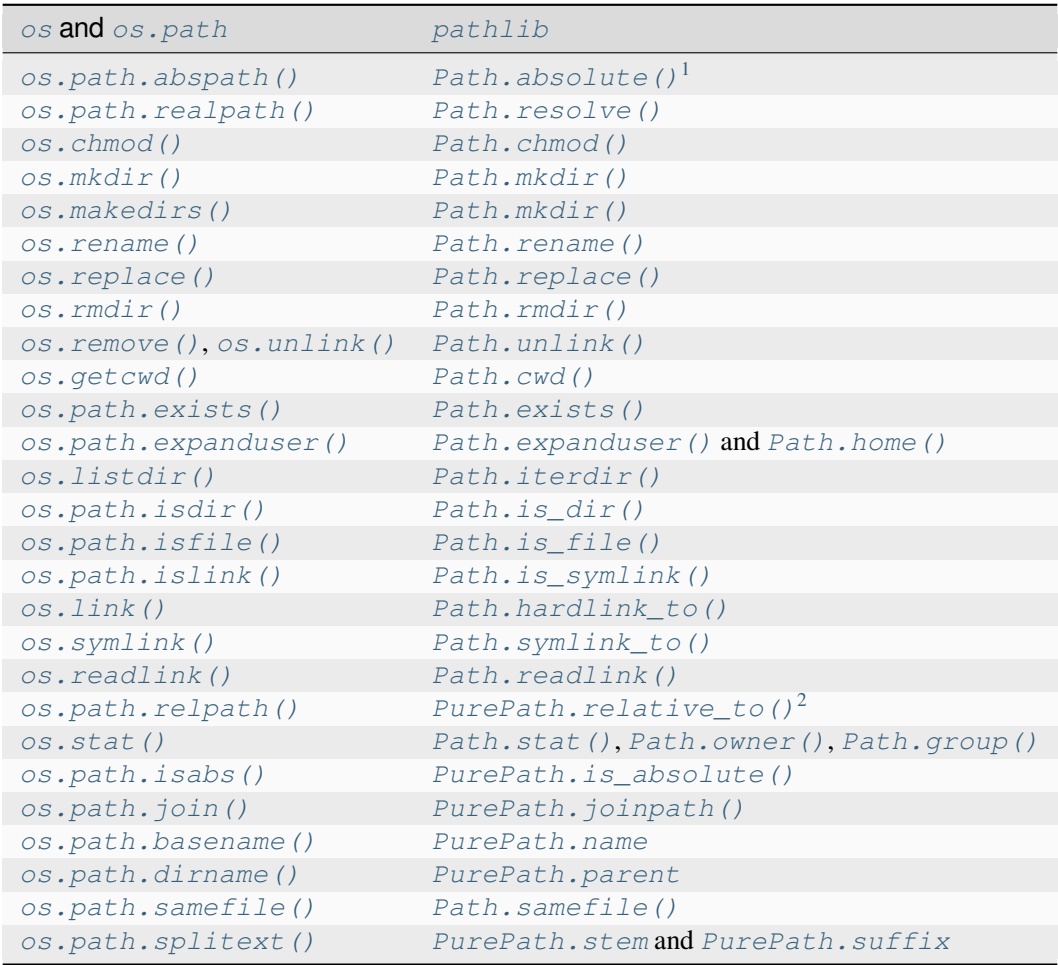 os and os.path pathlib
os.path.abspath() Path.absolute()1
os.path.realpath() Path.resolve()
os.chmod() Path.chmod()
os.mkdir() Path.mkdir()
os.makedirs() Path.mkdir()
os.rename() Path.rename()
os.replace() Path.replace()
os.rmdir() Path.rmdir()
os.remove(), os.unlink() Path.unlink()
os.getcwd() Path.cwd()
os.path.exists() Path.exists()
os.path.expanduser() Path.expanduser() and Path.home()
os.listdir() Path.iterdir()
os.path.isdir() Path.is_dir()
os.path.isfile() Path.is_file()
os.path.islink() Path.is_symlink()
os.link() Path.hardlink_to()
os.symlink() Path.symlink_to()
os.readlink() Path.readlink()
os.path.relpath() PurePath.relative_to()2
os.stat() Path.stat(), Path.owner(), Path.group()
os.path.isabs() PurePath.is_absolute()
os.path.join() PurePath.joinpath()
os.path.basename() PurePath.name
os.path.dirname() PurePath.parent
os.path.samefile() Path.samefile()
os.path.splitext() PurePath.stem and PurePath.suffix